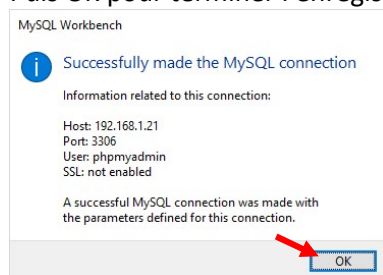 MySQL Workbench
Successfully made the MySQL connection
Information related to this connection:
Host: 192.168.1.21
Port: 3306
User: phpmyadmin
SSL: not enabled
A successful MySQL connection was made with
the parameters defined for this connection.
OK